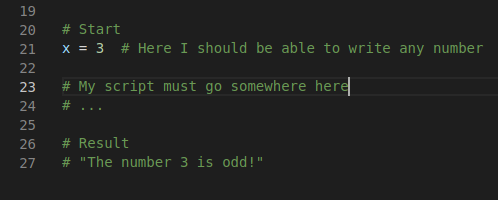 19
20 # Start
21 x = 3  # Here I should be able to write any number
22
23 # My script must go somewhere here
24 # ...
25
26 # Result
27 # "The number 3 is odd!"